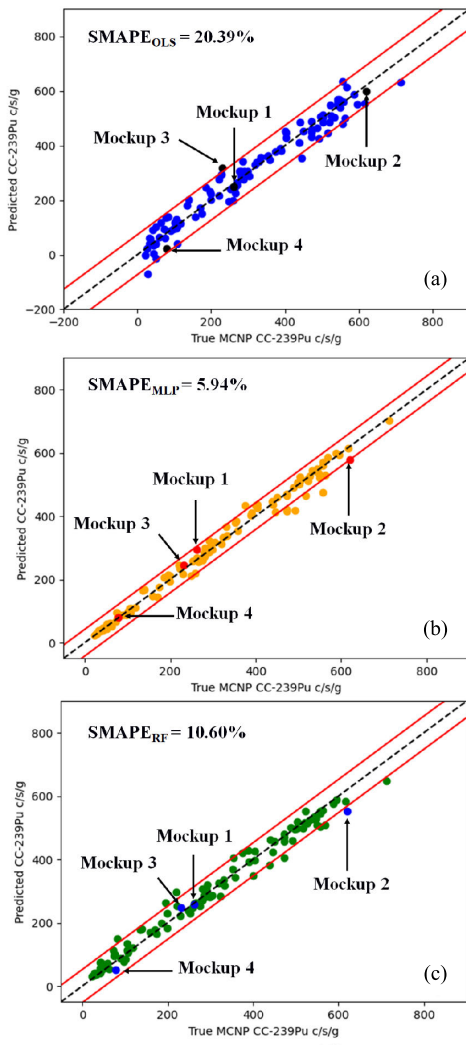 800
SMAPE_OLS = 20.39%
Mockup 1
Mockup 3
600
Mockup 2
400
200
Predicted CC-239Pu c/s/g
0
Mockup 4
(a)
−200
−200 0 200 400 600 800
True MCNP CC-239Pu c/s/g
800
SMAPE_MLP = 5.94%
600
Mockup 1
Mockup 3
400
Mockup 2
200
Predicted CC-239Pu c/s/g
Mockup 4
(b)
0
0 200 400 600 800
True MCNP CC-239Pu c/s/g
800
SMAPE_RF = 10.60%
600
Mockup 1
400
Mockup 3
Mockup 2
200
Predicted CC-239Pu c/s/g
Mockup 4
(c)
0
0 200 400 600 800
True MCNP CC-239Pu c/s/g